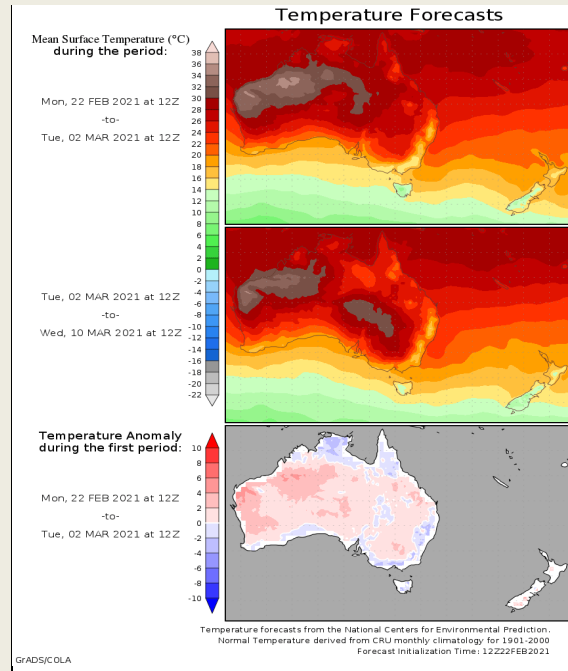 Temperature Forecasts
Mean Surface Temperature (°C)
during the period:
Mon, 22 FEB 2021 at 12Z
-to-
Tue, 02 MAR 2021 at 12Z
38
36
34
32
30
28
26
24
22
20
18
16
14
12
10
8
6
4
2
0
-2
-4
-6
-8
-10
-12
-14
-16
-18
-20
-22
Tue, 02 MAR 2021 at 12Z
-to-
Wed, 10 MAR 2021 at 12Z
Temperature Anomaly
during the first period:
Mon, 22 FEB 2021 at 12Z
-to-
Tue, 02 MAR 2021 at 12Z
10
8
6
4
2
0
-2
-4
-6
-8
-10
Temperature forecasts from the National Centers for Environmental Prediction.
Normal Temperature derived from CRU monthly climatology for 1901-2000
Forecast Initialization Time: 12Z22FEB2021
GrADS/COLA